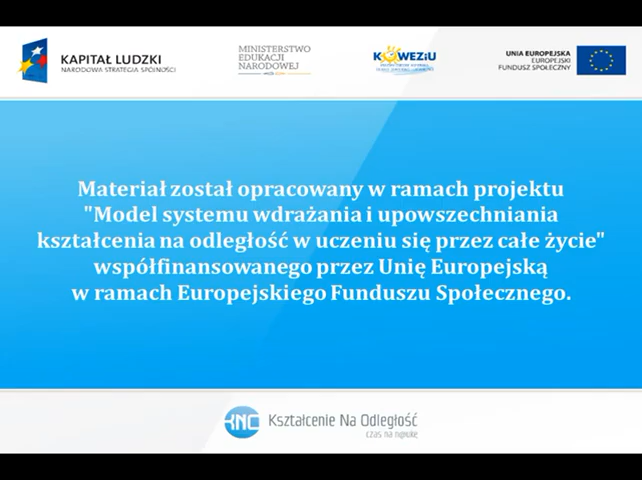 KAPITAŁ LUDZKI
NARODOWA STRATEGIA SPÓJNOŚCI
MINISTERSTWO
EDUKACJI
NARODOWEJ
KOWEZiU
UNIA EUROPEJSKA
EUROPEJSKI
FUNDUSZ SPOŁECZNY
Materiał został opracowany w ramach projektu
"Model systemu wdrażania i upowszechniania
kształcenia na odległość w uczeniu się przez całe życie"
współfinansowanego przez Unię Europejską
w ramach Europejskiego Funduszu Społecznego.
KNO Kształcenie Na Odległość
czas na naukę